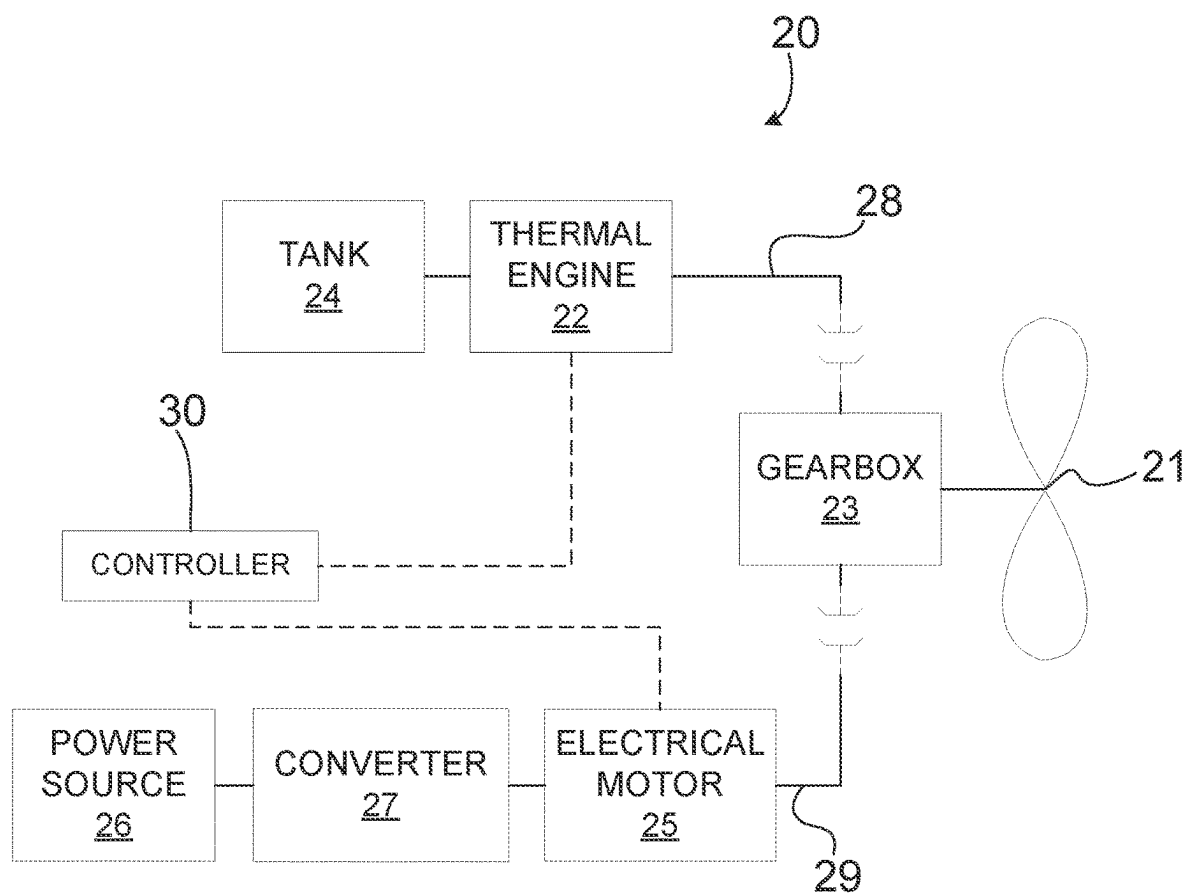 20
28
TANK
24
THERMAL
ENGINE
22
30
GEARBOX
23
21
CONTROLLER
POWER
SOURCE
26
CONVERTER
27
ELECTRICAL
MOTOR
25
29